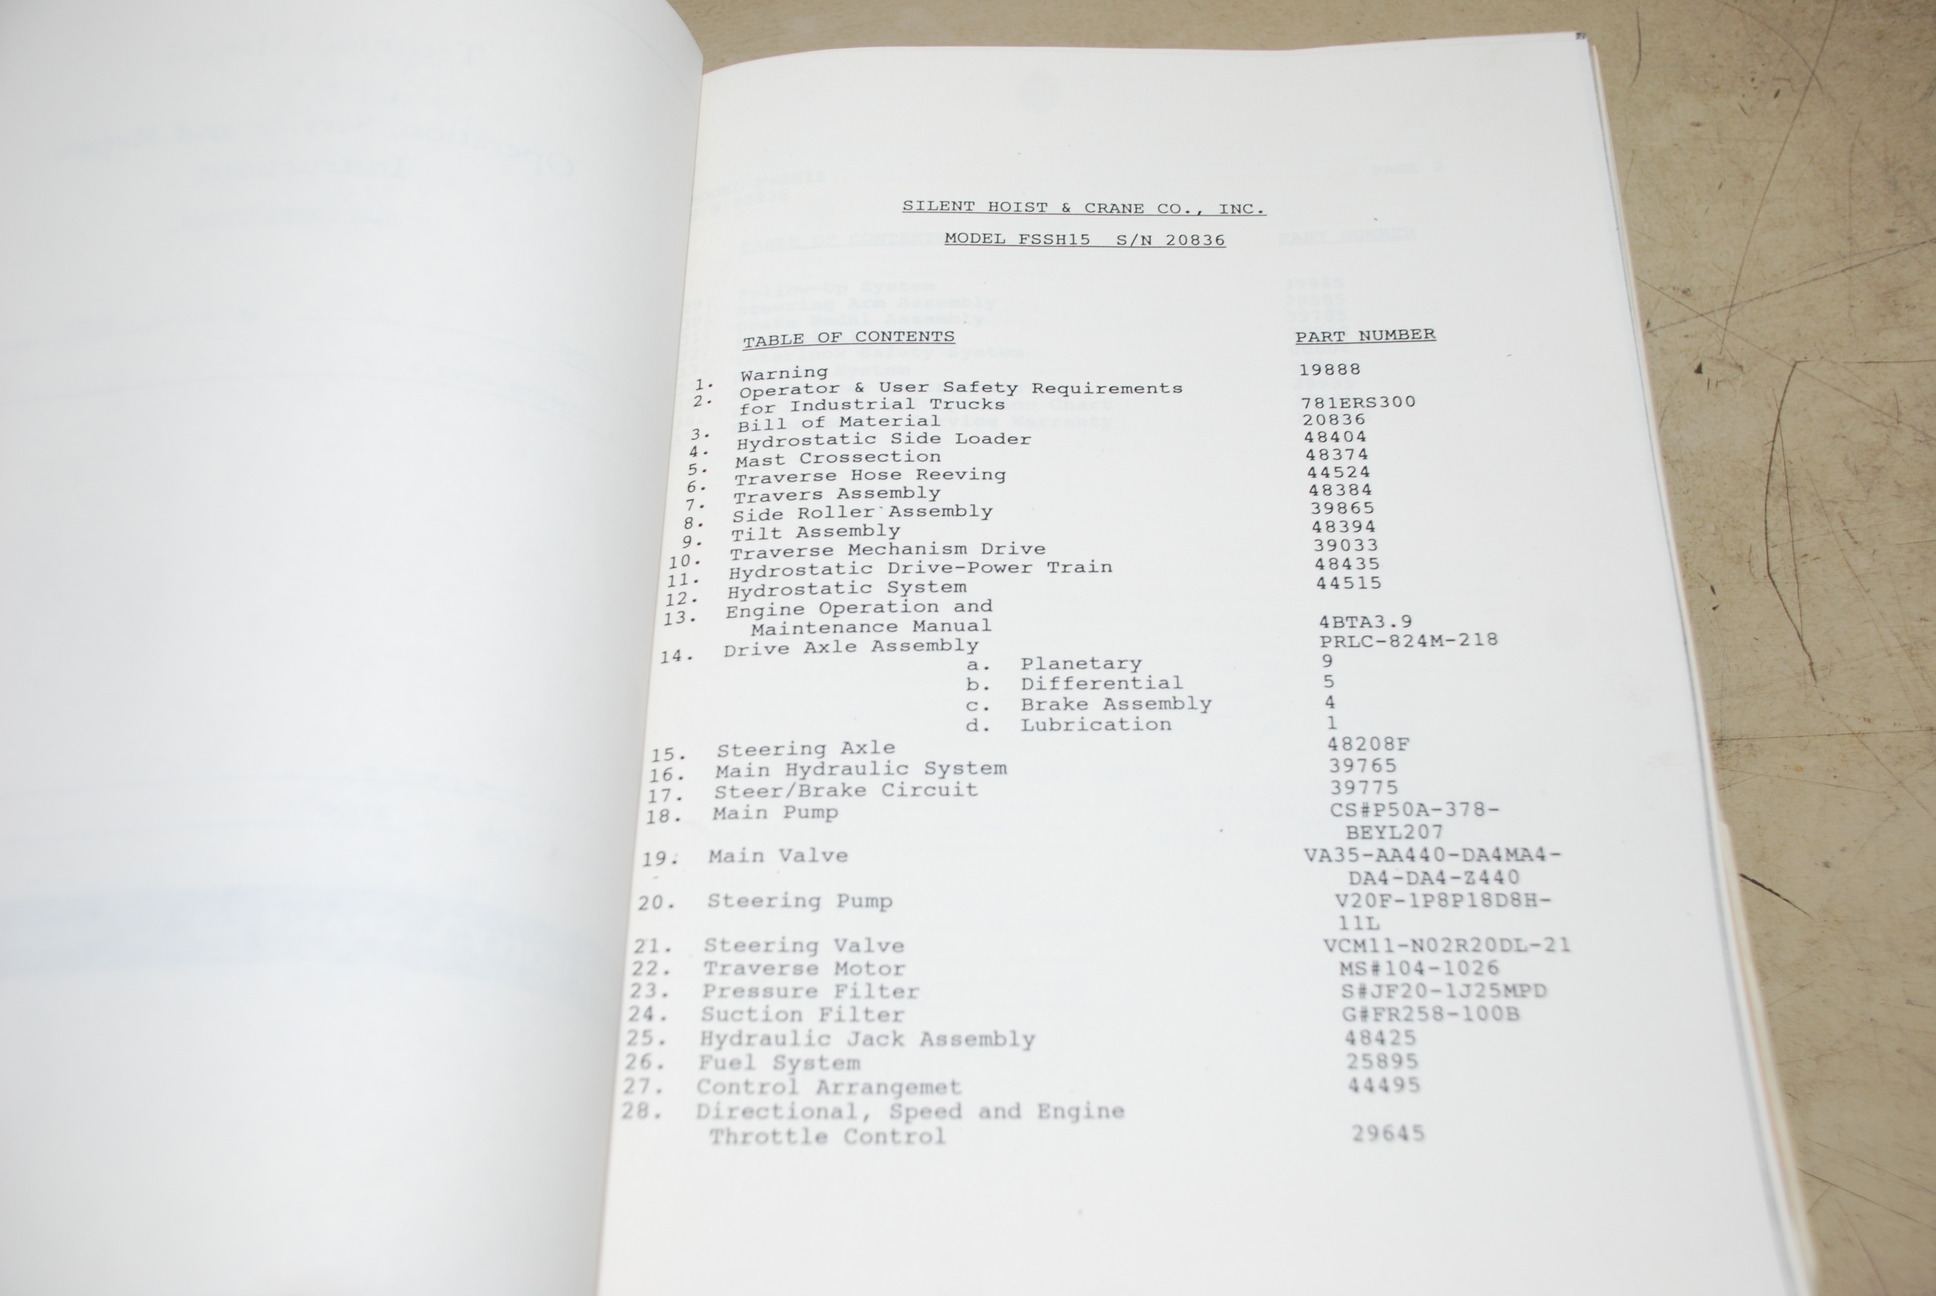 SILENT HOIST & CRANE CO., INC.
MODEL FSSH15 S/N 20836
TABLE OF CONTENTS PART NUMBER
1. Warning 19888
2. Operator & User Safety Requirements
for Industrial Trucks 781ERS300
3. Bill of Material 20836
4. Hydrostatic Side Loader 48404
5. Mast Crossection 48374
6. Traverse Hose Reeving 44524
7. Travers Assembly 48384
8. Side Roller Assembly 39865
9. Tilt Assembly 48394
10. Traverse Mechanism Drive 39033
11. Hydrostatic Drive-Power Train 48435
12. Hydrostatic System 44515
13. Engine Operation and
Maintenance Manual 4BTA3.9
14. Drive Axle Assembly PRLC-824M-218
a. Planetary 9
b. Differential 5
c. Brake Assembly 4
d. Lubrication 1
15. Steering Axle 48208F
16. Main Hydraulic System 39765
17. Steer/Brake Circuit 39775
18. Main Pump CS#P50A-378-
BEYL207
19. Main Valve VA35-AA440-DA4MA4-
DA4-DA4-Z440
20. Steering Pump V20F-1P8P18D8H-
11L
21. Steering Valve VCM11-N02R20DL-21
22. Traverse Motor MS#104-1026
23. Pressure Filter S#JF20-1J25MPD
24. Suction Filter G#FR258-100B
25. Hydraulic Jack Assembly 48425
26. Fuel System 25895
27. Control Arrangemet 44495
28. Directional, Speed and Engine
Throttle Control 29645